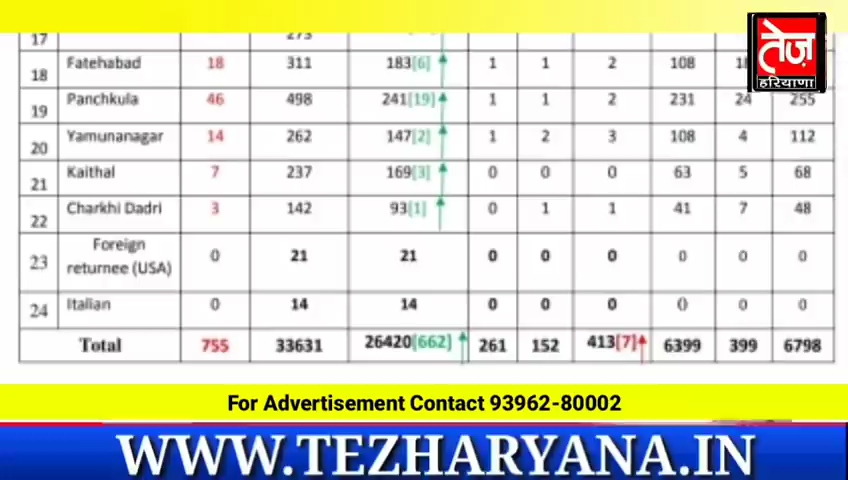 तेज़
हरियाणा
17 273
18 Fatehabad 18 311 183[6] 1 1 2 108
19 Panchkula 46 498 241[19] 1 1 2 231 24 255
20 Yamunanagar 14 262 147[2] 1 2 3 108 4 112
21 Kaithal 7 237 169[3] 0 0 0 63 5 68
22 Charkhi Dadri 3 142 93[1] 0 1 1 41 7 48
23 Foreign
returnee (USA) 0 21 21 0 0 0 0 0 0
24 Italian 0 14 14 0 0 0 0 0 0
Total 755 33631 26420[662] 261 152 413[7] 6399 399 6798
For Advertisement Contact 93962-80002
WWW.TEZHARYANA.IN